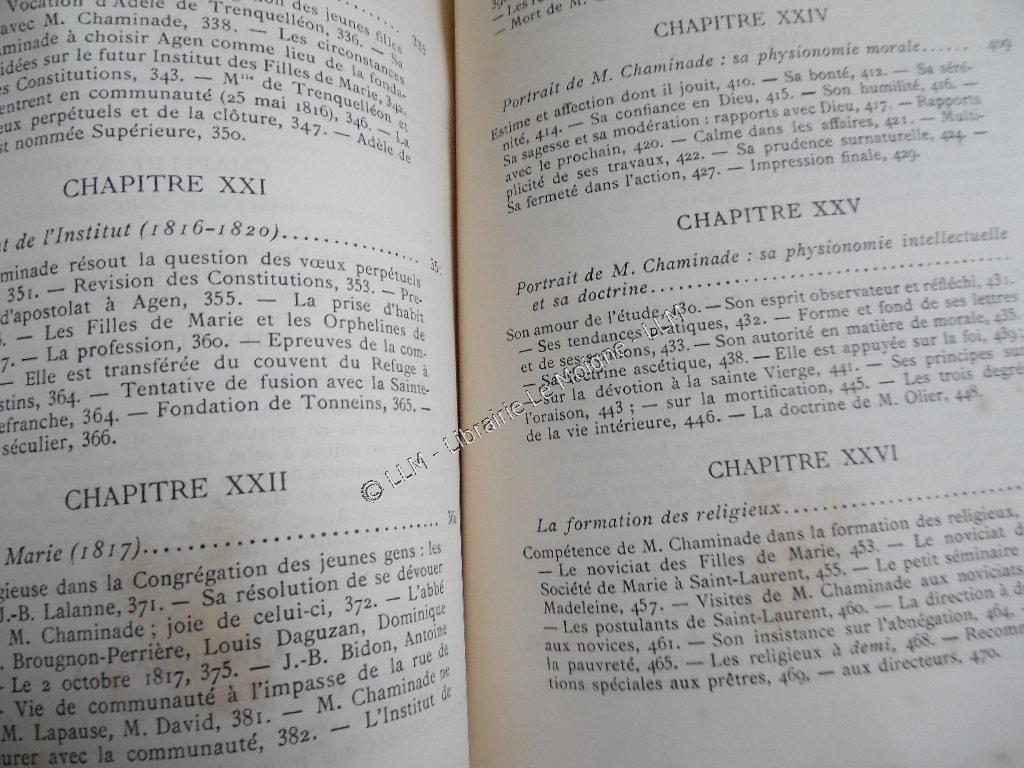 Vocation d'Adèle de Trenquelléon, 336. — Sa
avec M. Chaminade, 338. — Les circonstances
aminade à choisir Agen comme lieu de la fonda-
idées sur le futur Institut des Filles de Marie, 342.
es Constitutions, 343. — Mlle de Trenquelléon et
entrent en communauté (25 mai 1816), 346. — La
eux perpétuels et de la clôture, 347. — Adèle de
st nommée Supérieure, 350.
CHAPITRE XXI
t de l'Institut (1816-1820)
aminade résout la question des vœux perpétuels
351. — Revision des Constitutions, 353. — Pre-
d'apostolat à Agen, 355. — La prise d'habit
— Les Filles de Marie et les Orphelines de
7. — La profession, 360. — Epreuves de la com-
— Elle est transférée du couvent du Refuge à
stins, 364. — Tentative de fusion avec la Sainte-
efranche, 364. — Fondation de Tonneins, 365. —
séculier, 366.
CHAPITRE XXII
Marie (1817)
gieuse dans la Congrégation des jeunes gens : les
J.-B. Lalanne, 371. — Sa résolution de se dévouer
M. Chaminade ; joie de celui-ci, 372. — L'abbé
. Brougnon-Perrière, Louis Daguzan, Dominique
— Le 2 octobre 1817, 375. — J.-B. Bidon, Antoine
— Vie de communauté à l'impasse de la rue de
M. Lapause, M. David, 381. — M. Chaminade ne
urer avec la communauté, 382. — L'Institut de
— Mort de M.
CHAPITRE XXIV
Portrait de M. Chaminade : sa physionomie morale...... 409
Estime et affection dont il jouit, 410. — Sa bonté, 412. — Sa séré-
nité, 414. — Sa confiance en Dieu, 415. — Son humilité, 416. —
Sa sagesse et sa modération : rapports avec Dieu, 417. — Rapports
avec le prochain, 420. — Calme dans les affaires, 421. — Multi-
plicité de ses travaux, 422. — Sa prudence surnaturelle, 424. —
Sa fermeté dans l'action, 427. — Impression finale, 429.
CHAPITRE XXV
Portrait de M. Chaminade : sa physionomie intellectuelle
et sa doctrine
Son amour de l'étude, 430. — Son esprit observateur et réfléchi, 431.
— Ses tendances pratiques, 432. — Forme et fond de ses lettres
et de ses sermons, 433. — Son autorité en matière de morale, 435.
— Sa doctrine ascétique, 438. — Elle est appuyée sur la foi, 439 ;
— sur la dévotion à la sainte Vierge, 441. — Ses principes sur
l'oraison, 443 ; — sur la mortification, 445. — Les trois degrés
de la vie intérieure, 446. — La doctrine de M. Olier, 448.
CHAPITRE XXVI
La formation des religieux
Compétence de M. Chaminade dans la formation des religieux,
— Le noviciat des Filles de Marie, 453. — Le noviciat d
Société de Marie à Saint-Laurent, 455. — Le petit séminaire
Madeleine, 457. — Visites de M. Chaminade aux noviciats
— Les postulants de Saint-Laurent, 460. — La direction à d
aux novices, 461. — Son insistance sur l'abnégation, 464,
la pauvreté, 465. — Les religieux à demi, 468. — Recomm
tions spéciales aux prêtres, 469, — aux directeurs, 470.
© LLM - Librairie-Le-Mofone - LLM